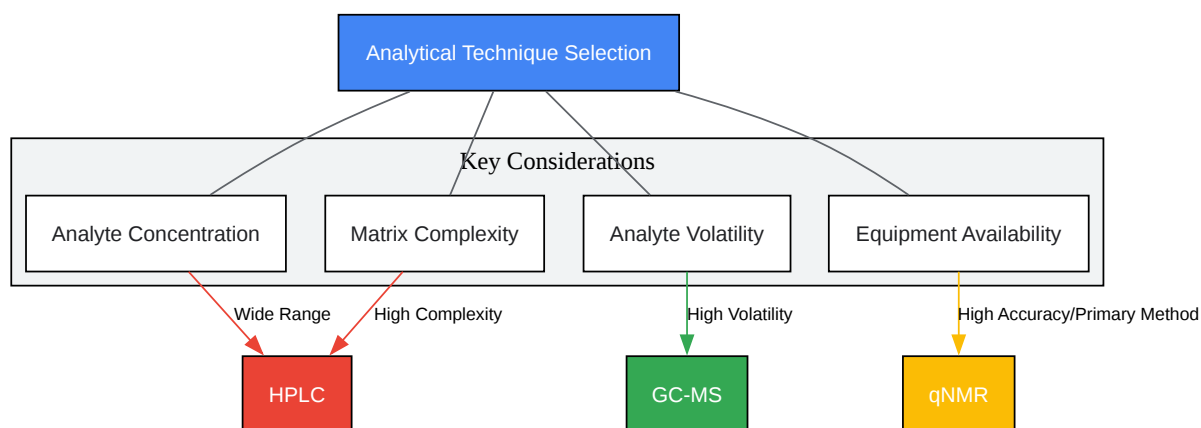 Analytical Technique Selection
Key Considerations
Analyte Concentration
Matrix Complexity
Analyte Volatility
Equipment Availability
Wide Range
High Complexity
High Volatility
High Accuracy/Primary Method
HPLC
GC-MS
qNMR